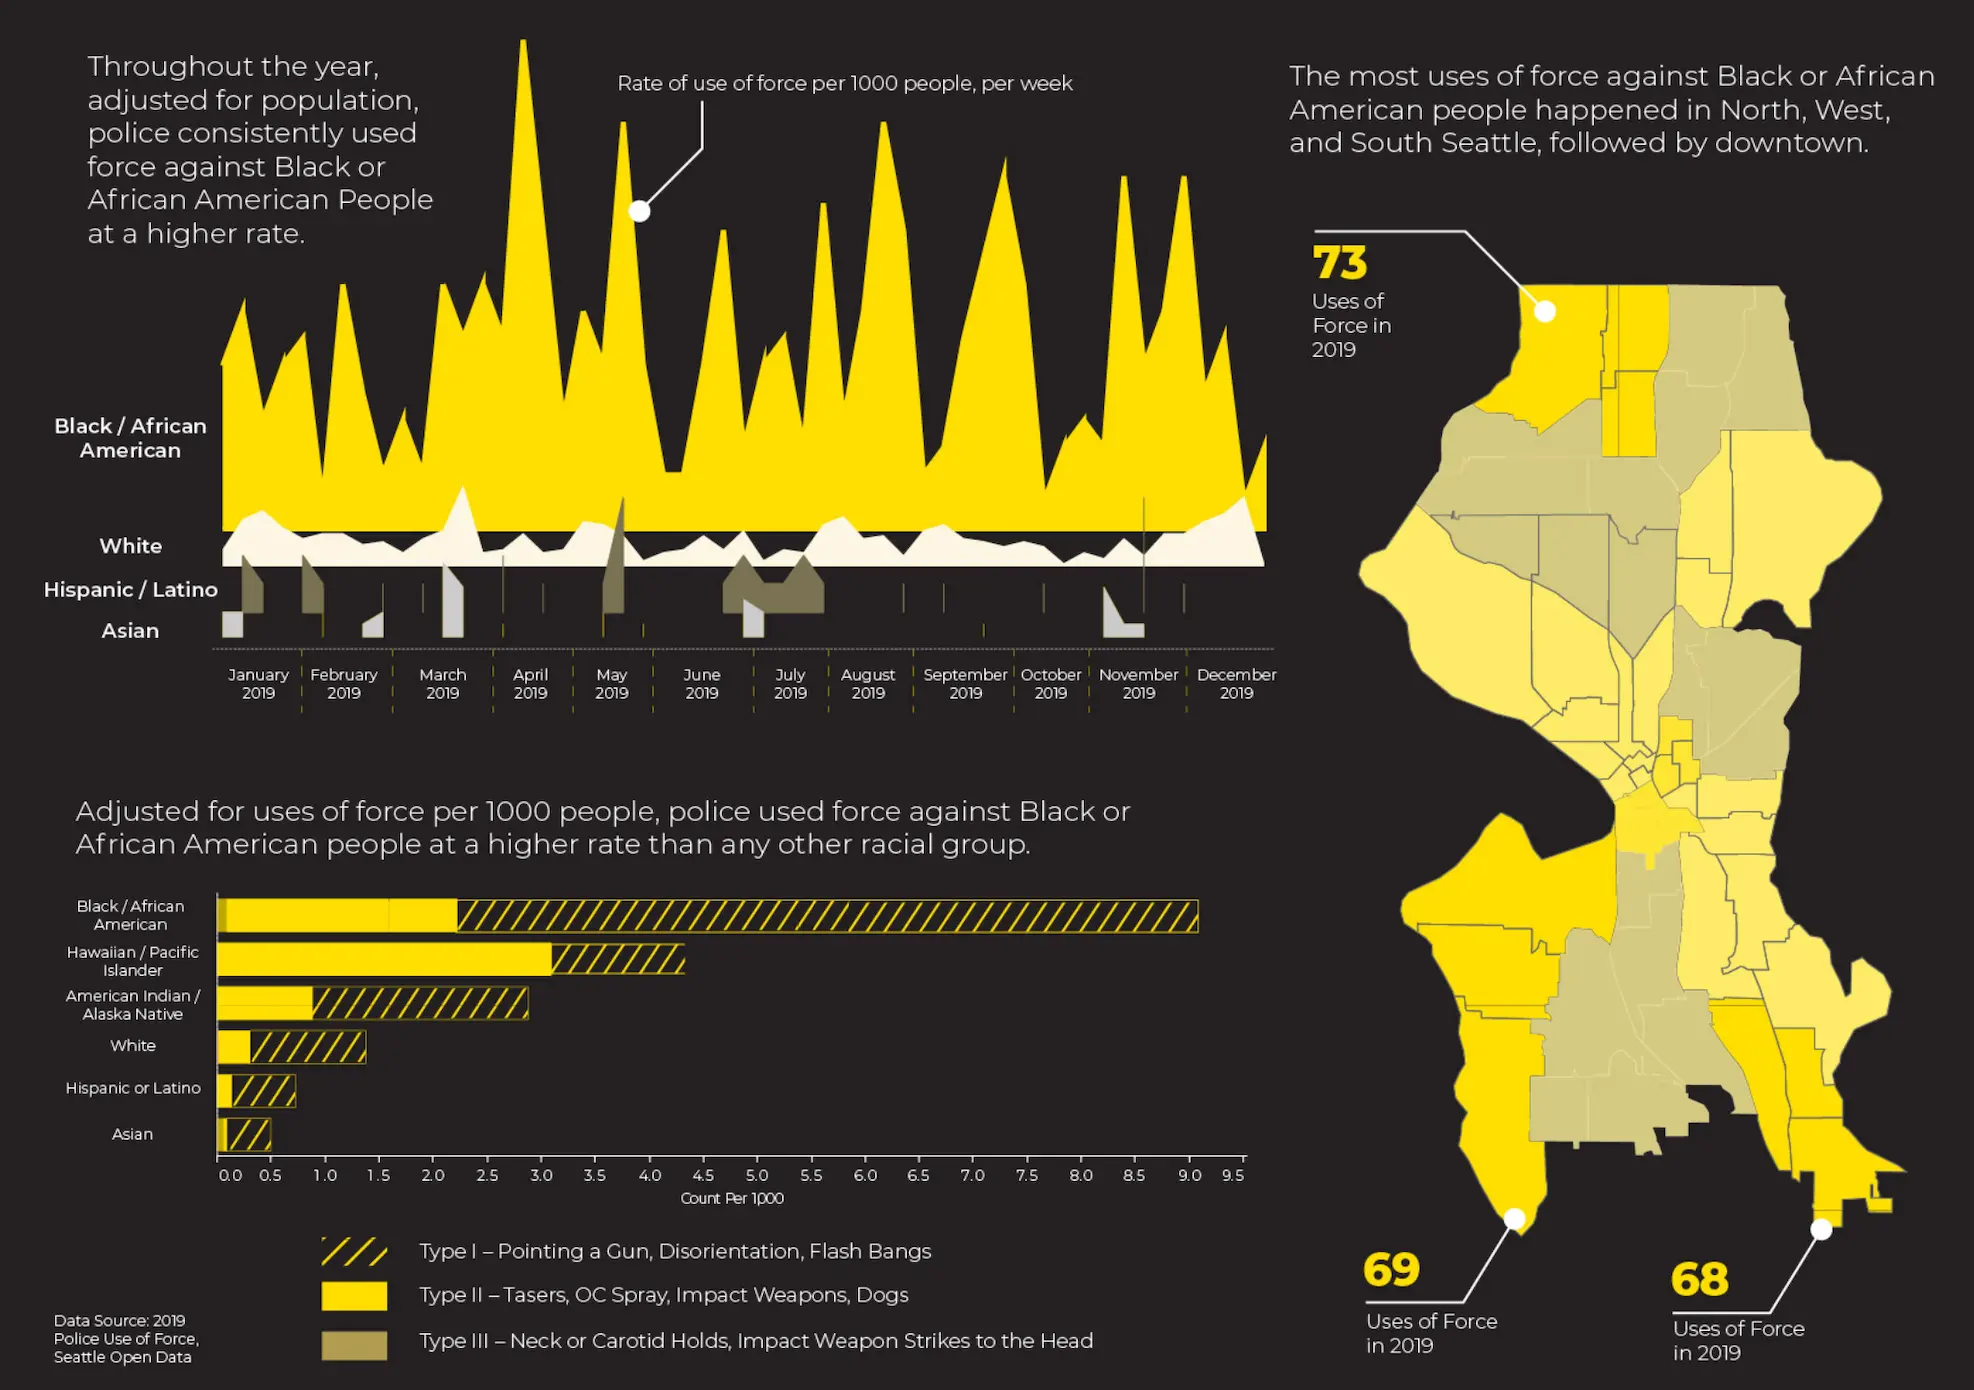 Throughout the year,
adjusted for population,
police consistently used
force against Black or
African American People
at a higher rate.
Rate of use of force per 1000 people, per week
Black / African
American
White
Hispanic / Latino
Asian
January
2019
February
2019
March
2019
April
2019
May
2019
June
2019
July
2019
August
2019
September
2019
October
2019
November
2019
December
2019
The most uses of force against Black or African
American people happened in North, West,
and South Seattle, followed by downtown.
73
Uses of
Force in
2019
69
Uses of Force
in 2019
68
Uses of Force
in 2019
Adjusted for uses of force per 1000 people, police used force against Black or
African American people at a higher rate than any other racial group.
Black / African
American
Hawaiian / Pacific
Islander
American Indian /
Alaska Native
White
Hispanic or Latino
Asian
0.0 0.5 1.0 1.5 2.0 2.5 3.0 3.5 4.0 4.5 5.0 5.5 6.0 6.5 7.0 7.5 8.0 8.5 9.0 9.5
Count Per 1,000
Type I – Pointing a Gun, Disorientation, Flash Bangs
Type II – Tasers, OC Spray, Impact Weapons, Dogs
Type III – Neck or Carotid Holds, Impact Weapon Strikes to the Head
Data Source: 2019
Police Use of Force,
Seattle Open Data